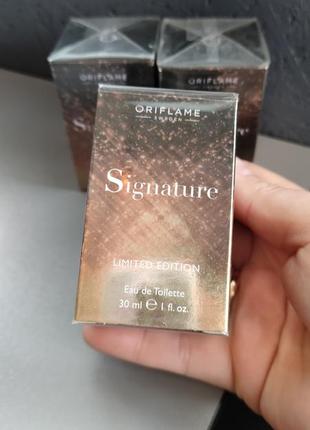 ORIFLAME
ORIFLAME
ORIFLAME
SWEDEN
Signature
LIMITED EDITION
Eau de Toilette
30 ml ℮ 1 fl. oz.